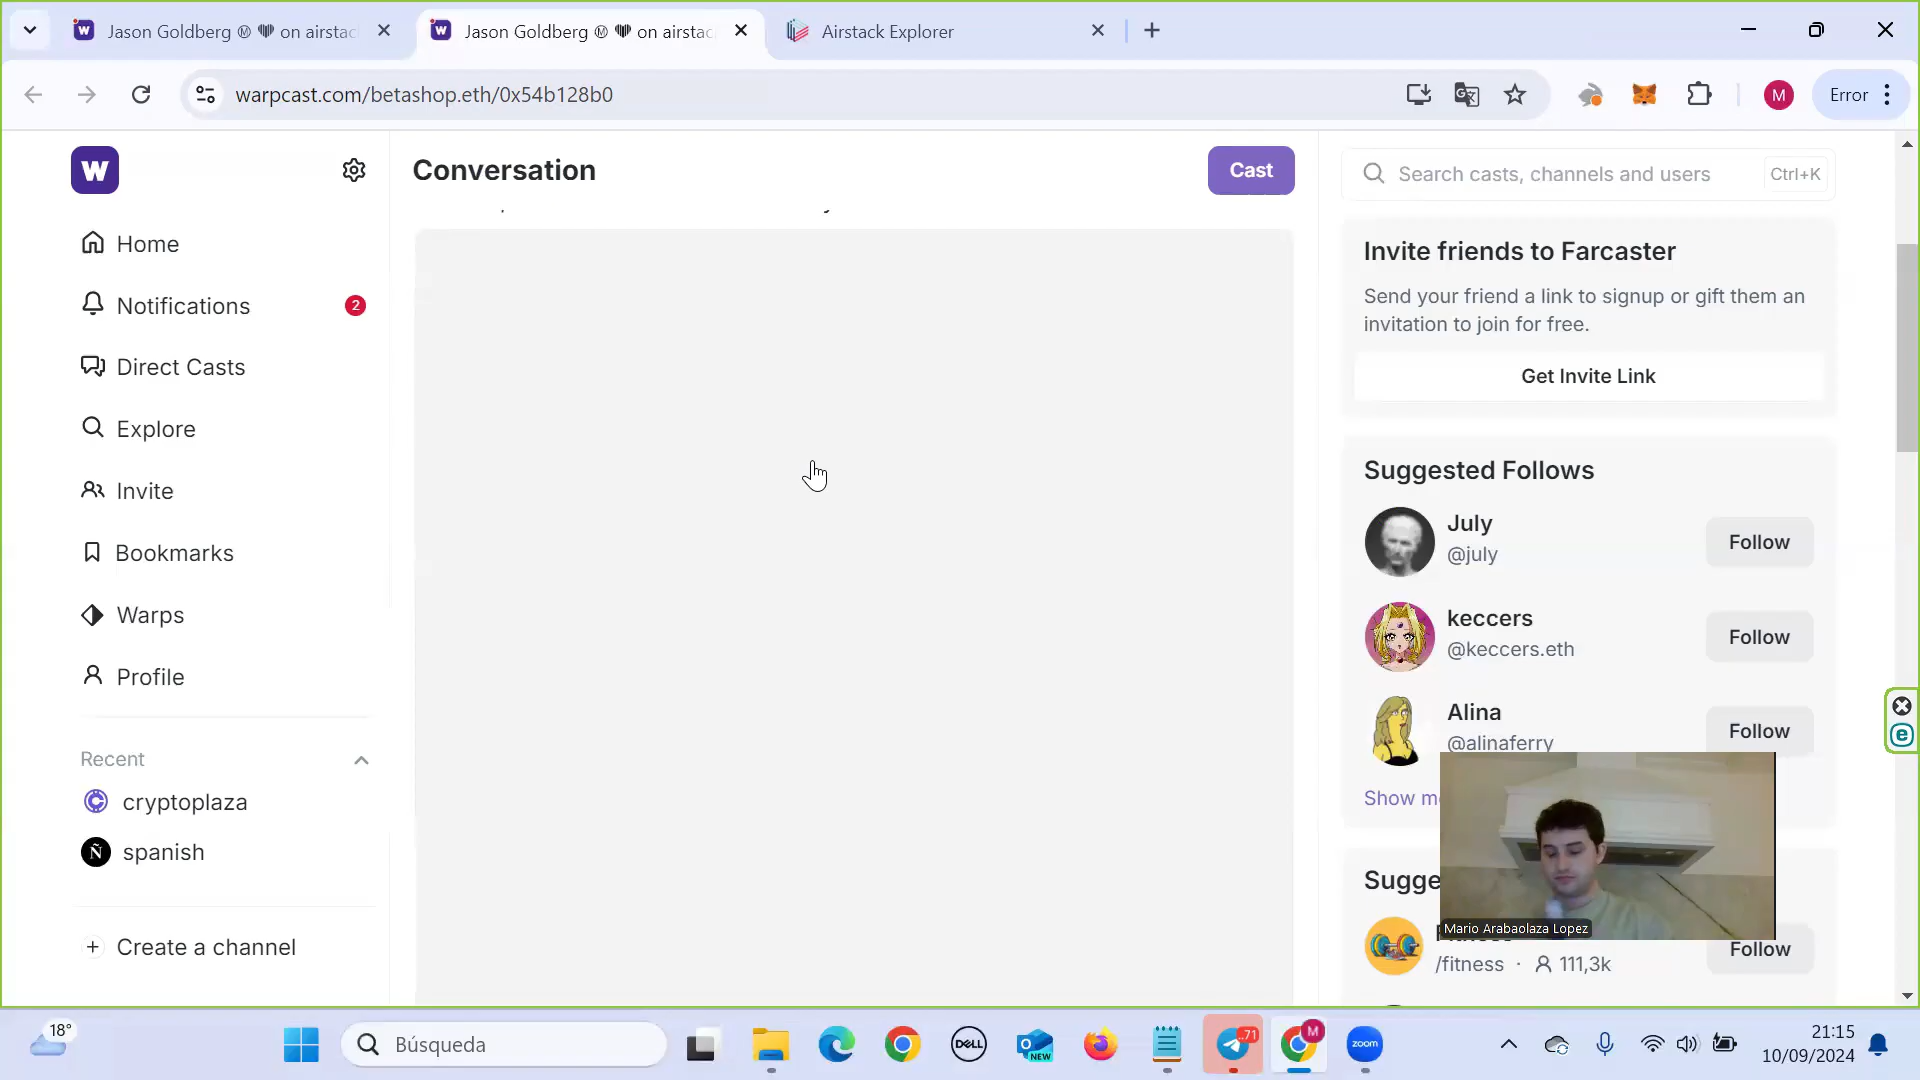 Jason Goldberg Ⓜ on airstac
Jason Goldberg Ⓜ on airstac
Airstack Explorer
warpcast.com/betashop.eth/0x54b128b0
M
Error
W
Conversation
Cast
Search casts, channels and users
Ctrl+K
Home
Notifications
2
Direct Casts
Explore
Invite
Bookmarks
Warps
Profile
Recent
cryptoplaza
Ñ
spanish
Create a channel
Invite friends to Farcaster
Send your friend a link to signup or gift them an
invitation to join for free.
Get Invite Link
Suggested Follows
July
@july
Follow
keccers
@keccers.eth
Follow
Alina
@alinaferry
Follow
Show m
Sugge
Mario Arabaolaza Lopez
/fitness · 111,3k
Follow
18°
Búsqueda
DELL
NEW
..71
M
zoom
21:15
10/09/2024